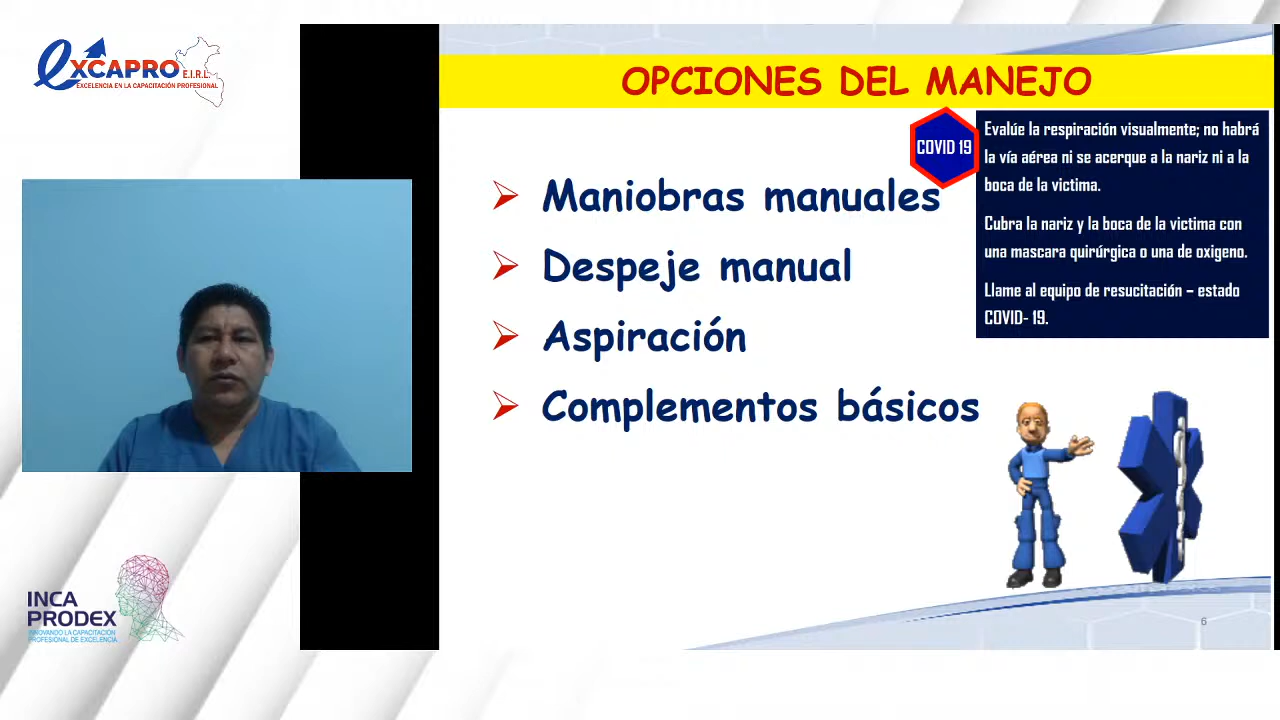 excapro E.I.R.L.
EXCELENCIA EN LA CAPACITACIÓN PROFESIONAL
OPCIONES DEL MANEJO
COVID 19
Evalúe la respiración visualmente; no habrá
la vía aérea ni se acerque a la nariz ni a la
boca de la victima.
Cubra la nariz y la boca de la victima con
una mascara quirúrgica o una de oxigeno.
Llame al equipo de resucitación – estado
COVID- 19.
Maniobras manuales
Despeje manual
Aspiración
Complementos básicos
INCA
PRODEX
INNOVANDO LA CAPACITACIÓN
PROFESIONAL DE EXCELENCIA
6